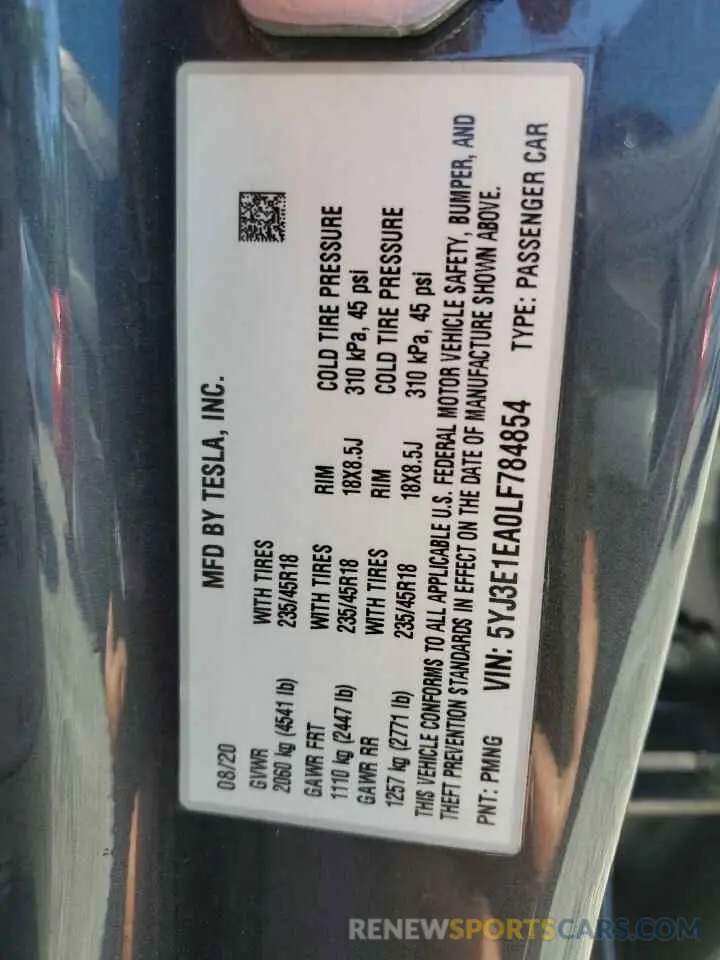 08/20 MFD BY TESLA, INC.
GVWR WITH TIRES
2060 kg (4541 lb) 235/45R18
GAWR FRT WITH TIRES RIM COLD TIRE PRESSURE
1110 kg (2447 lb) 235/45R18 18X8.5J 310 kPa, 45 psi
GAWR RR WITH TIRES RIM COLD TIRE PRESSURE
1257 kg (2771 lb) 235/45R18 18X8.5J 310 kPa, 45 psi
THIS VEHICLE CONFORMS TO ALL APPLICABLE U.S. FEDERAL MOTOR VEHICLE SAFETY, BUMPER, AND
THEFT PREVENTION STANDARDS IN EFFECT ON THE DATE OF MANUFACTURE SHOWN ABOVE.
PNT: PMNG VIN: 5YJ3E1EA0LF784854 TYPE: PASSENGER CAR
RENEWSPORTSCARS.COM